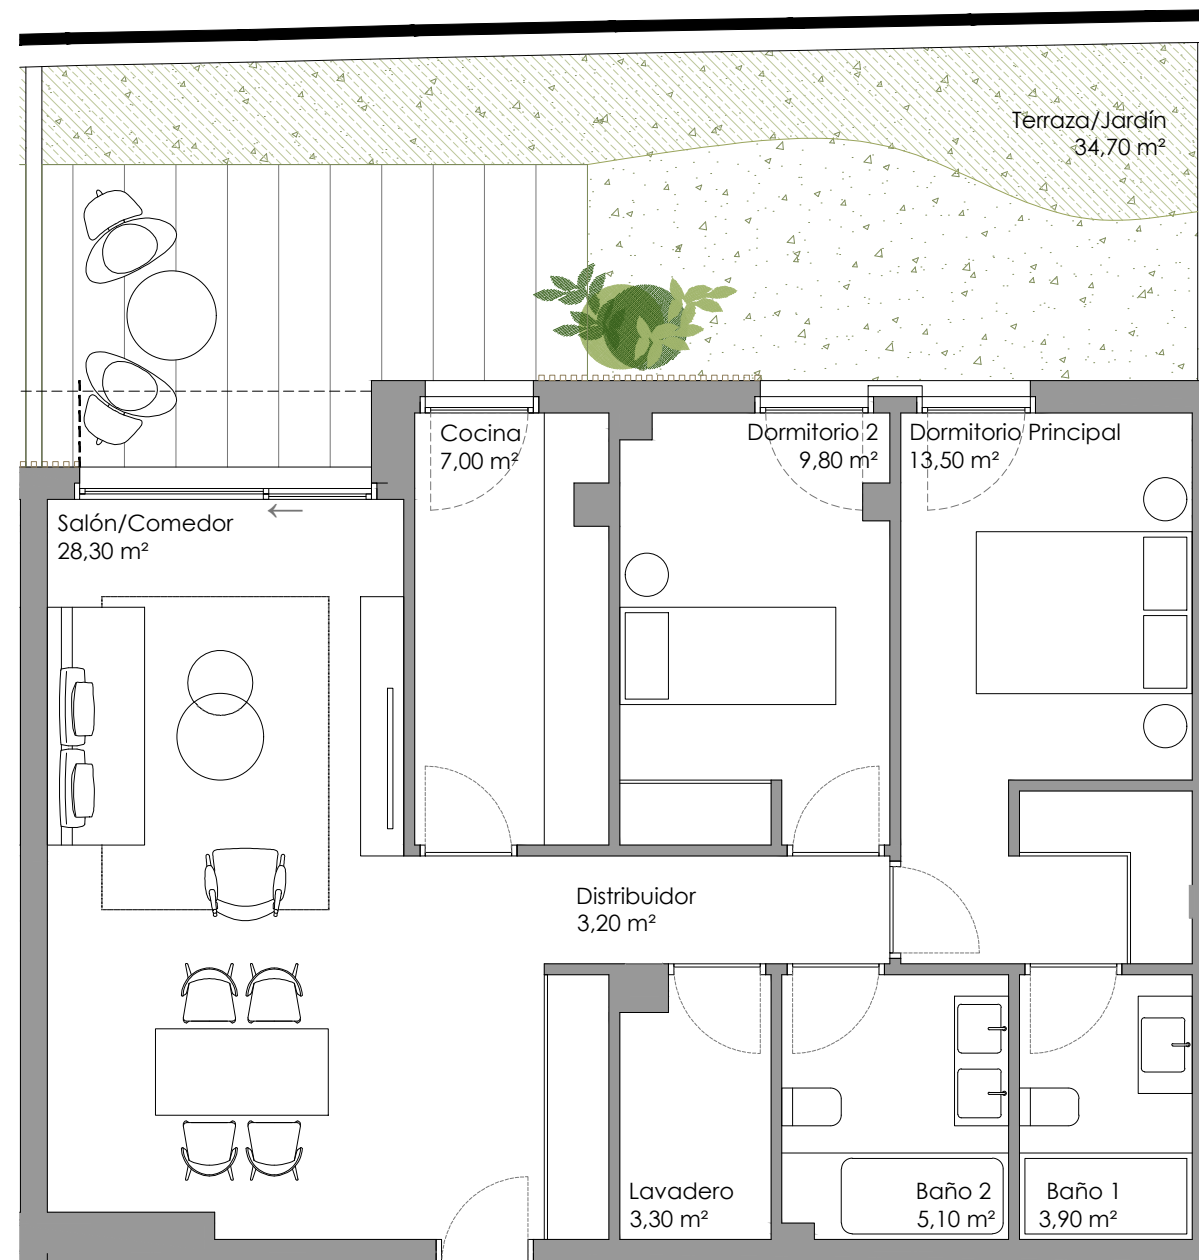 Terraza/Jardín
34,70 m²
Cocina
7,00 m²
Dormitorio 2
9,80 m²
Dormitorio Principal
13,50 m²
Salón/Comedor
28,30 m²
Distribuidor
3,20 m²
Lavadero
3,30 m²
Baño 2
5,10 m²
Baño 1
3,90 m²